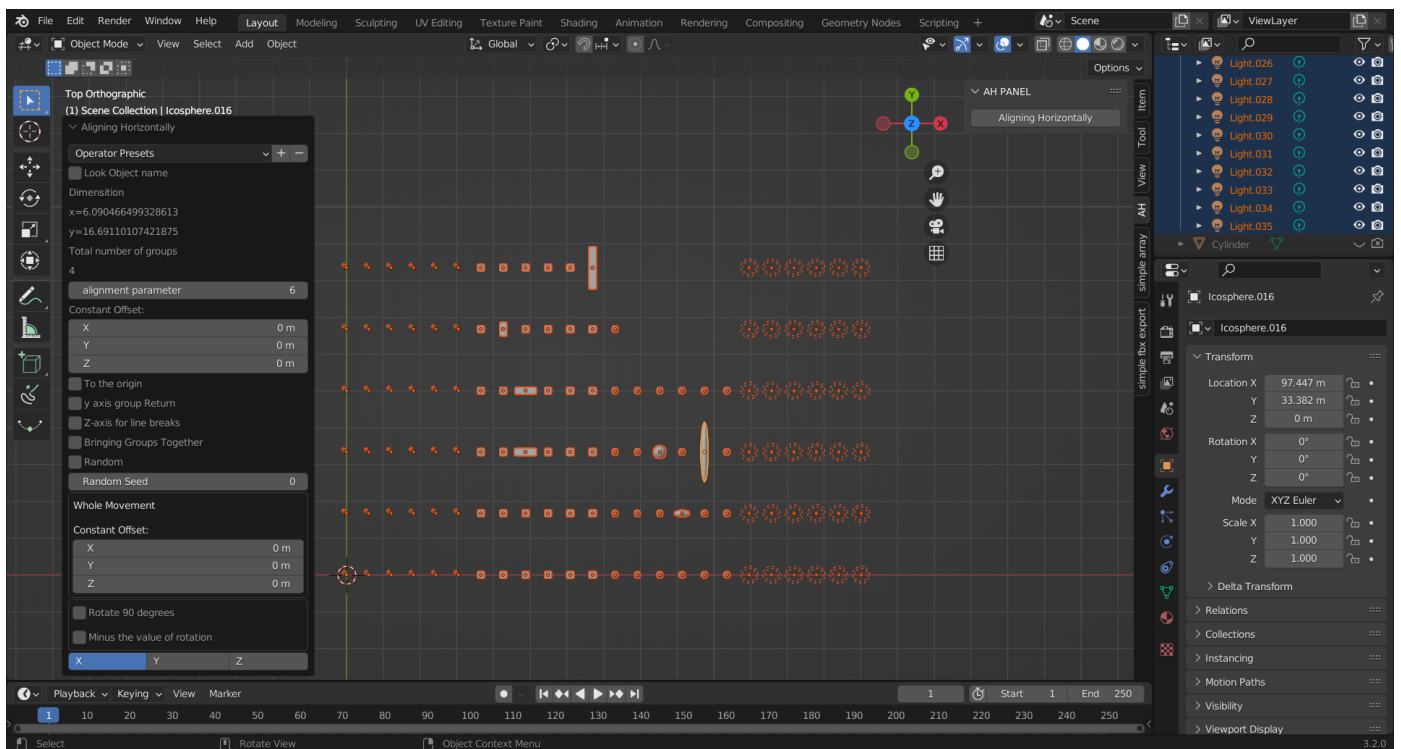 File Edit Render Window Help Layout Modeling Sculpting UV Editing Texture Paint Shading Animation Rendering Compositing Geometry Nodes Scripting + Scene ViewLayer
Object Mode View Select Add Object Global
Options
Top Orthographic
(1) Scene Collection | Icosphere.016
Aligning Horizontally
Operator Presets
Look Object name
Dimension
x=6.090466499328613
y=16.69110107421875
Total number of groups
4
alignment parameter 6
Constant Offset:
X 0 m
Y 0 m
Z 0 m
To the origin
y axis group Return
Z-axis for line breaks
Bringing Groups Together
Random
Random Seed 0
Whole Movement
Constant Offset:
X 0 m
Y 0 m
Z 0 m
Rotate 90 degrees
Minus the value of rotation
X Y Z
Y
Z X
AH PANEL
Aligning Horizontally
Item
Tool
View
AH
simple array
simple fbx export
Light.026
Light.027
Light.028
Light.029
Light.030
Light.031
Light.032
Light.033
Light.034
Light.035
Cylinder
Icosphere.016
Icosphere.016
Transform
Location X 97.447 m
Y 33.382 m
Z 0 m
Rotation X 0°
Y 0°
Z 0°
Mode XYZ Euler
Scale X 1.000
Y 1.000
Z 1.000
Delta Transform
Relations
Collections
Instancing
Motion Paths
Visibility
Viewport Display
Playback Keying View Marker 1 Start 1 End 250
1 10 20 30 40 50 60 70 80 90 100 110 120 130 140 150 160 170 180 190 200 210 220 230 240 250
Select Rotate View Object Context Menu 3.2.0